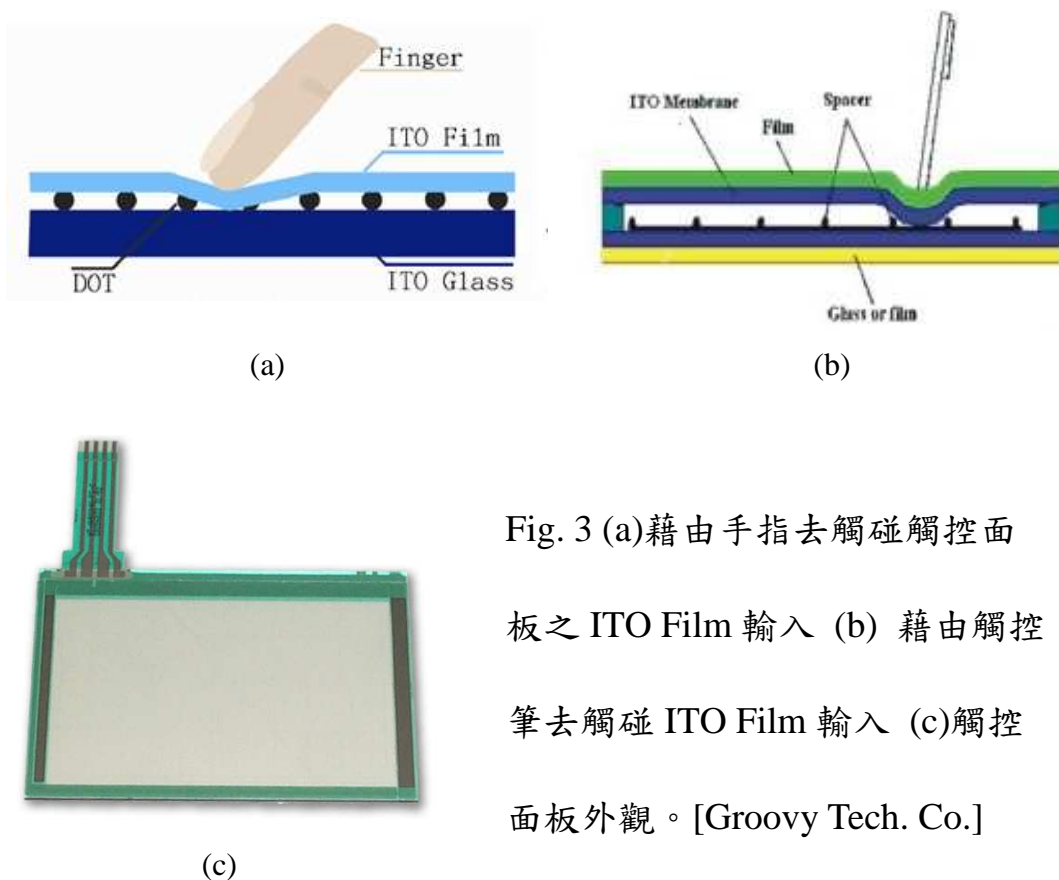 Finger
ITO Film
DOT
ITO Glass
(a)
ITO Membrane
Spacer
Film
Glass or film
(b)
Fig. 3 (a)藉由手指去觸碰觸控面
板之 ITO Film 輸入 (b) 藉由觸控
筆去觸碰 ITO Film 輸入 (c)觸控
面板外觀。[Groovy Tech. Co.]
(c)